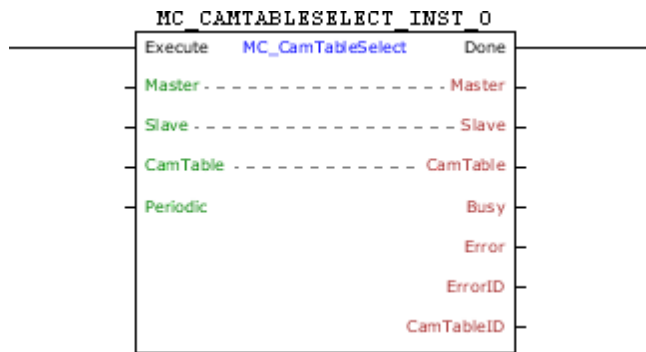 MC_CAMTABLESELECT_INST_0
Execute MC_CamTableSelect Done
Master Master
Slave Slave
CamTable CamTable
Periodic Busy
Error
ErrorID
CamTableID